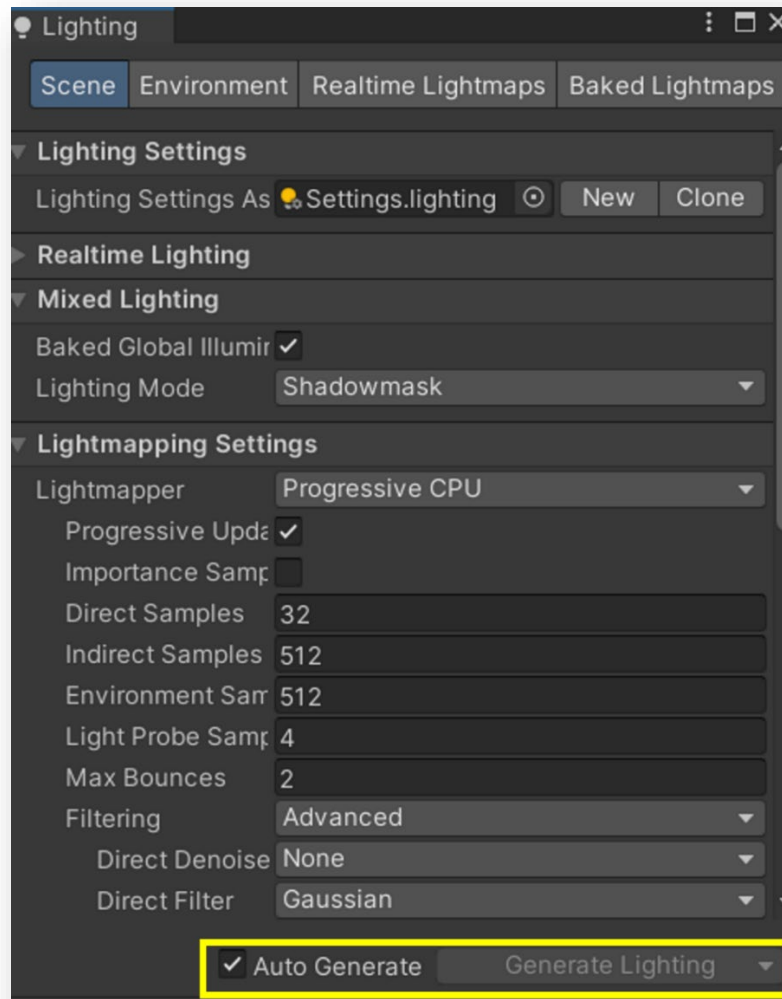 Lighting
Scene Environment Realtime Lightmaps Baked Lightmaps
Lighting Settings
Lighting Settings As Settings.lighting New Clone
Realtime Lighting
Mixed Lighting
Baked Global Illumin
Lighting Mode Shadowmask
Lightmapping Settings
Lightmapper Progressive CPU
Progressive Upda
Importance Samp
Direct Samples 32
Indirect Samples 512
Environment Sam 512
Light Probe Samp 4
Max Bounces 2
Filtering Advanced
Direct Denoise None
Direct Filter Gaussian
Auto Generate Generate Lighting